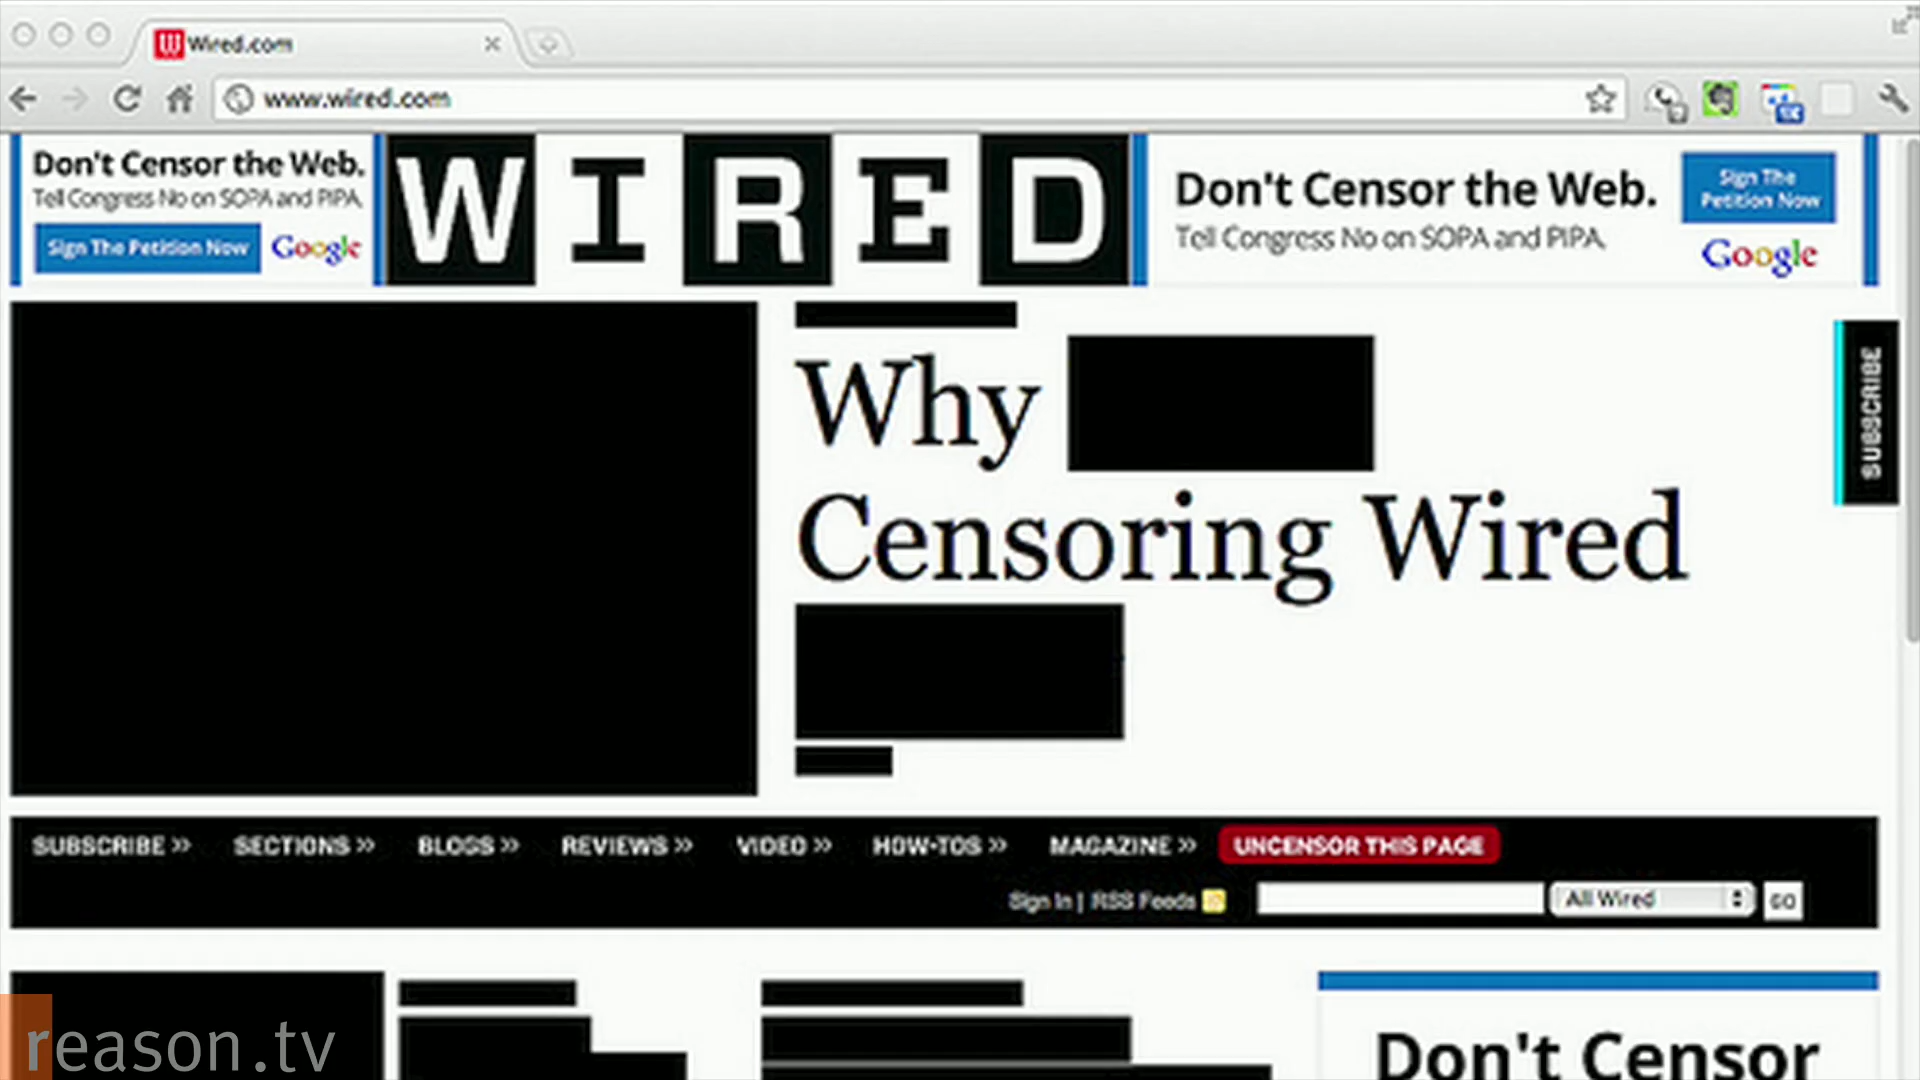 Wired.com
www.wired.com
Don't Censor the Web.
Tell Congress No on SOPA and PIPA.
Sign The Petition Now
Google
WIRED
Don't Censor the Web.
Tell Congress No on SOPA and PIPA.
Sign The
Petition Now
Google
Why
Censoring Wired
SUBSCRIBE
SUBSCRIBE >> SECTIONS >> BLOGS >> REVIEWS >> VIDEO >> HOW-TOS >> MAGAZINE >> UNCENSOR THIS PAGE
Sign In | RSS Feeds All Wired GO
Don't Censor
reason.tv